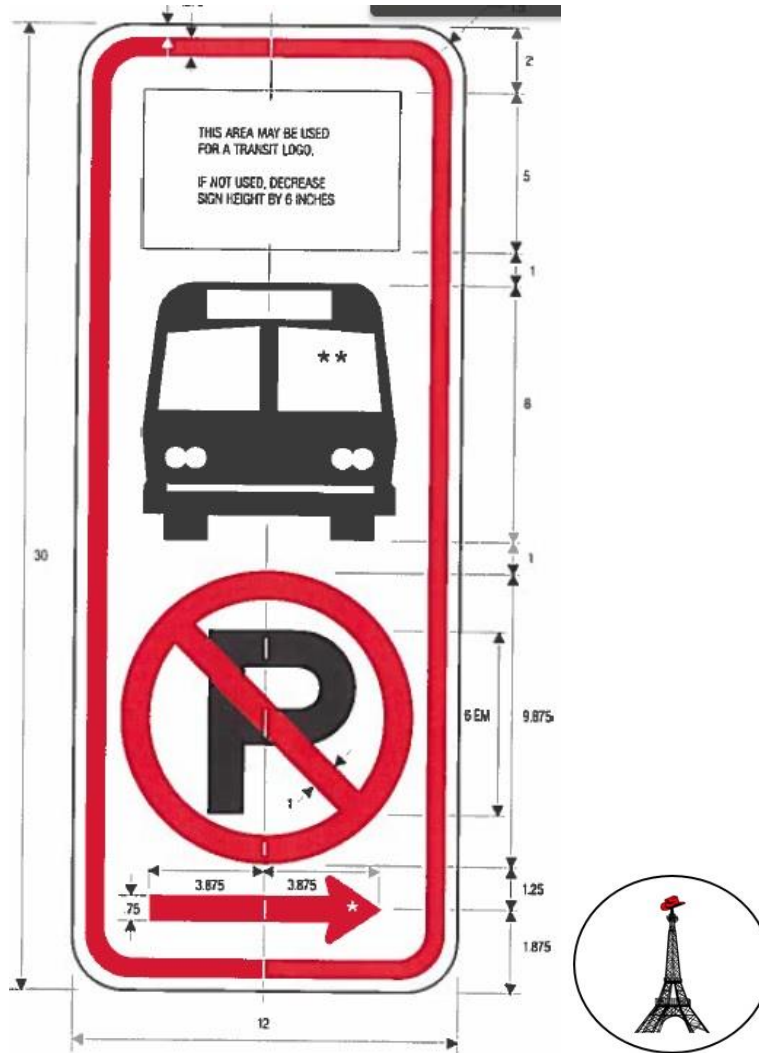 2
THIS AREA MAY BE USED
FOR A TRANSIT LOGO.
IF NOT USED, DECREASE
SIGN HEIGHT BY 6 INCHES
5
1
**
8
30
1
P
6 EM
9.875
1
3.875
3.875
1.25
.75
*
1.875
12